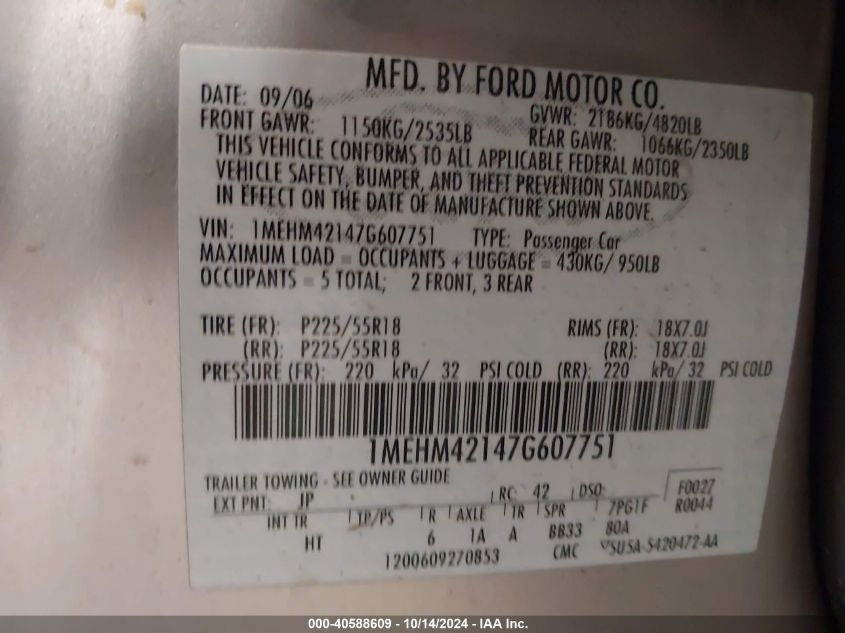 MFD. BY FORD MOTOR CO.
DATE: 09/06 GVWR: 2186KG/4820LB
FRONT GAWR: 1150KG/2535LB REAR GAWR: 1066KG/2350LB
THIS VEHICLE CONFORMS TO ALL APPLICABLE FEDERAL MOTOR
VEHICLE SAFETY, BUMPER, AND THEFT PREVENTION STANDARDS
IN EFFECT ON THE DATE OF MANUFACTURE SHOWN ABOVE.
VIN: 1MEHM42147G607751 TYPE: Passenger Car
MAXIMUM LOAD = OCCUPANTS + LUGGAGE = 430KG/ 950LB
OCCUPANTS = 5 TOTAL; 2 FRONT, 3 REAR
TIRE (FR): P225/55R18 RIMS (FR): 18X7.0J
(RR): P225/55R18 (RR): 18X7.0J
PRESSURE (FR): 220 kPa/ 32 PSI COLD (RR): 220 kPa/ 32 PSI COLD
1MEHM42147G607751
TRAILER TOWING - SEE OWNER GUIDE
EXT PNT: JP RC: 42 DSO: F0027
INT TR TP/PS R AXLE TR SPR 7PG1F R0044
HT 6 1A A BB33 80A
1200609270853 CMC 5U5A-5420472-AA
000-40588609 - 10/14/2024 - IAA Inc.